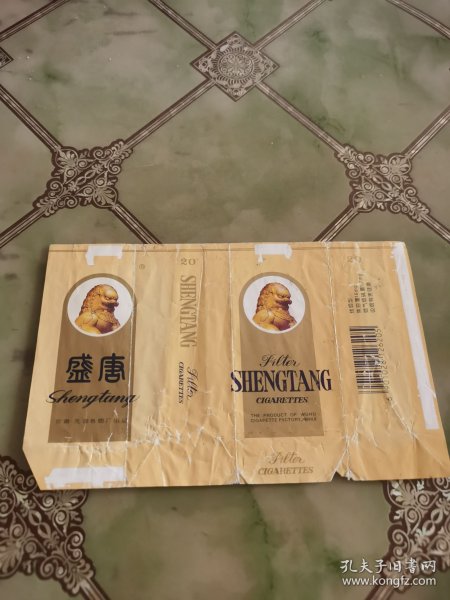 盛唐
Shengtang
®
20
SHENGTANG
Filter
CIGARETTES
Filter
SHENGTANG
CIGARETTES
THE PRODUCT OF WUHU
CIGARETTE FACTORY, ANHUI
Filter
CIGARETTES
20
孔夫子旧书网
www.kongfz.com